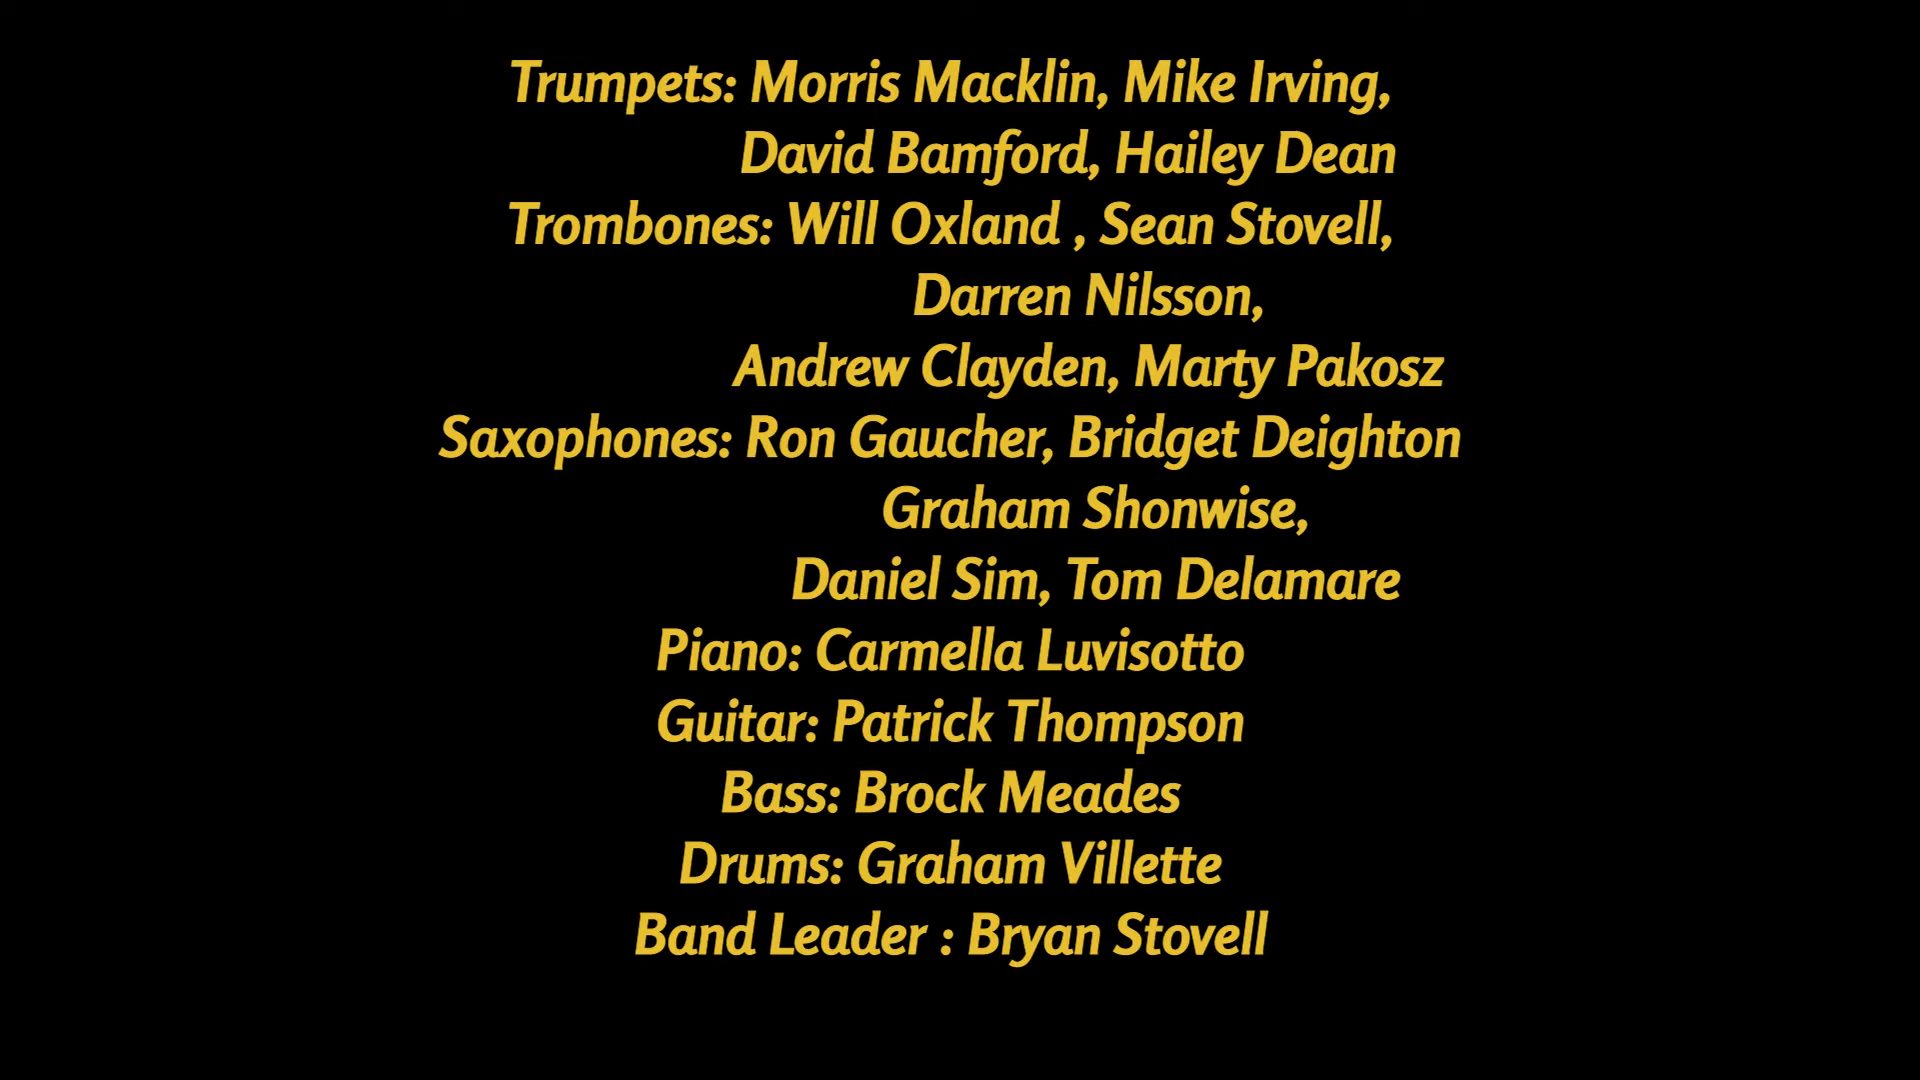 Trumpets: Morris Macklin, Mike Irving,
David Bamford, Hailey Dean
Trombones: Will Oxland , Sean Stovell,
Darren Nilsson,
Andrew Clayden, Marty Pakosz
Saxophones: Ron Gaucher, Bridget Deighton
Graham Shonwise,
Daniel Sim, Tom Delamare
Piano: Carmella Luvisotto
Guitar: Patrick Thompson
Bass: Brock Meades
Drums: Graham Villette
Band Leader : Bryan Stovell